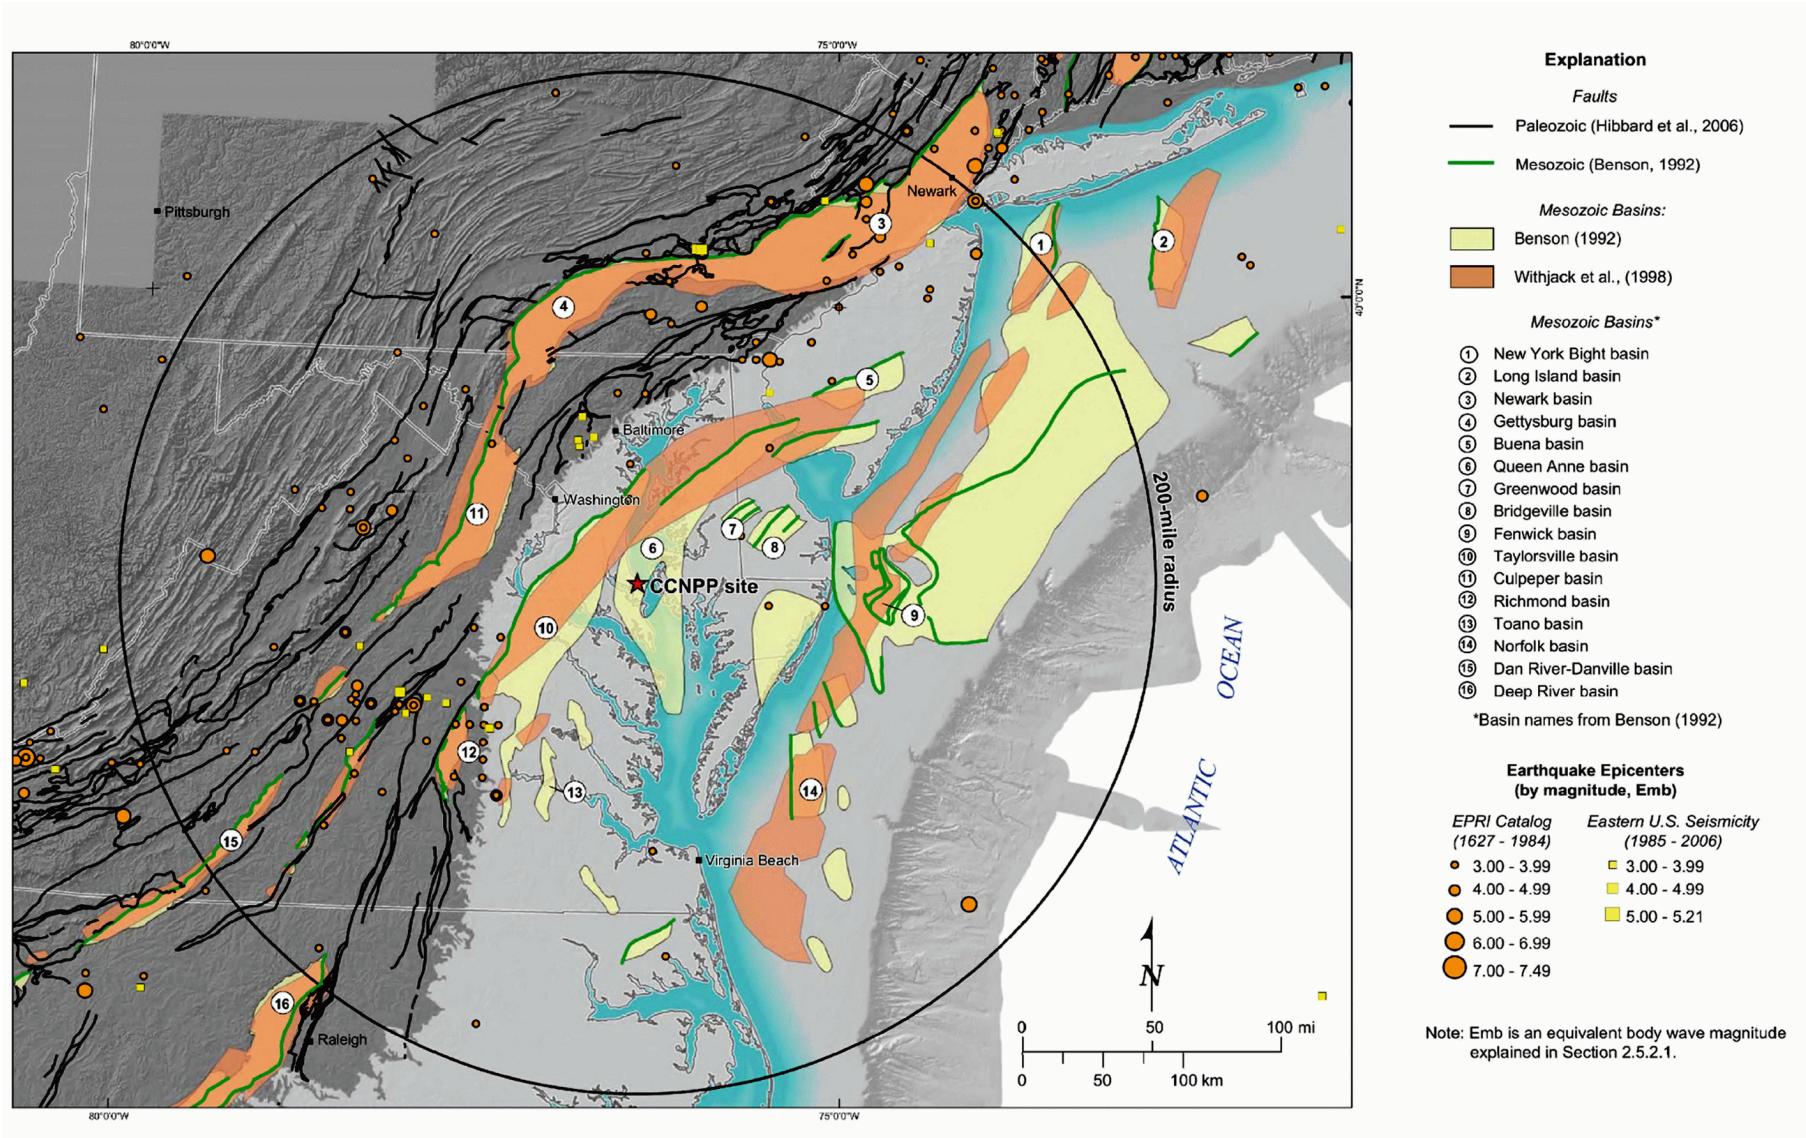 80°0'0"W
75°0'0"W
Pittsburgh
Newark
3
1
2
40°0'0"N
4
5
Baltimore
Washington
11
7
6
8
CCNPP site
200-mile radius
9
10
12
13
14
15
Virginia Beach
16
Raleigh
ATLANTIC OCEAN
N
0 50 100 mi
0 50 100 km
80°0'0"W
75°0'0"W
Explanation
Faults
Paleozoic (Hibbard et al., 2006)
Mesozoic (Benson, 1992)
Mesozoic Basins:
Benson (1992)
Withjack et al., (1998)
Mesozoic Basins*
1 New York Bight basin
2 Long Island basin
3 Newark basin
4 Gettysburg basin
5 Buena basin
6 Queen Anne basin
7 Greenwood basin
8 Bridgeville basin
9 Fenwick basin
10 Taylorsville basin
11 Culpeper basin
12 Richmond basin
13 Toano basin
14 Norfolk basin
15 Dan River-Danville basin
16 Deep River basin
*Basin names from Benson (1992)
Earthquake Epicenters
(by magnitude, Emb)
EPRI Catalog
(1627 - 1984)
3.00 - 3.99
4.00 - 4.99
5.00 - 5.99
6.00 - 6.99
7.00 - 7.49
Eastern U.S. Seismicity
(1985 - 2006)
3.00 - 3.99
4.00 - 4.99
5.00 - 5.21
Note: Emb is an equivalent body wave magnitude
explained in Section 2.5.2.1.